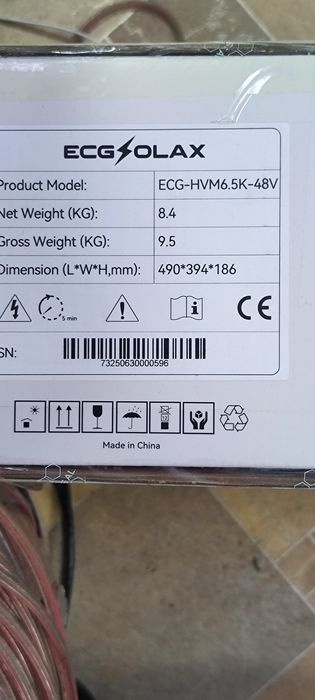 ECGSOLAX
Product Model: ECG-HVM6.5K-48V
Net Weight (KG): 8.4
Gross Weight (KG): 9.5
Dimension (L*W*H,mm): 490*394*186
5 min
CE
SN:
73250630000596
Made in China